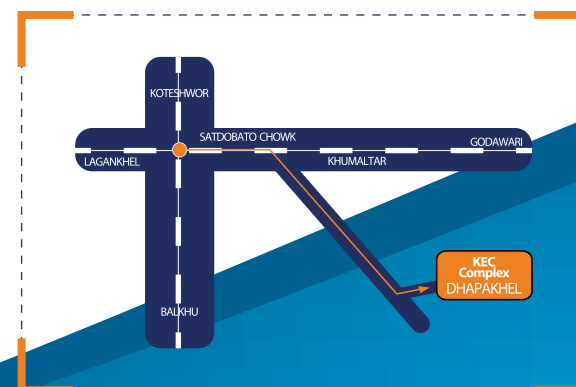 KOTESHWOR
SATDOBATO CHOWK
GODAWARI
LAGANKHEL
KHUMALTAR
KEC
Complex
DHAPAKHEL
BALKHU